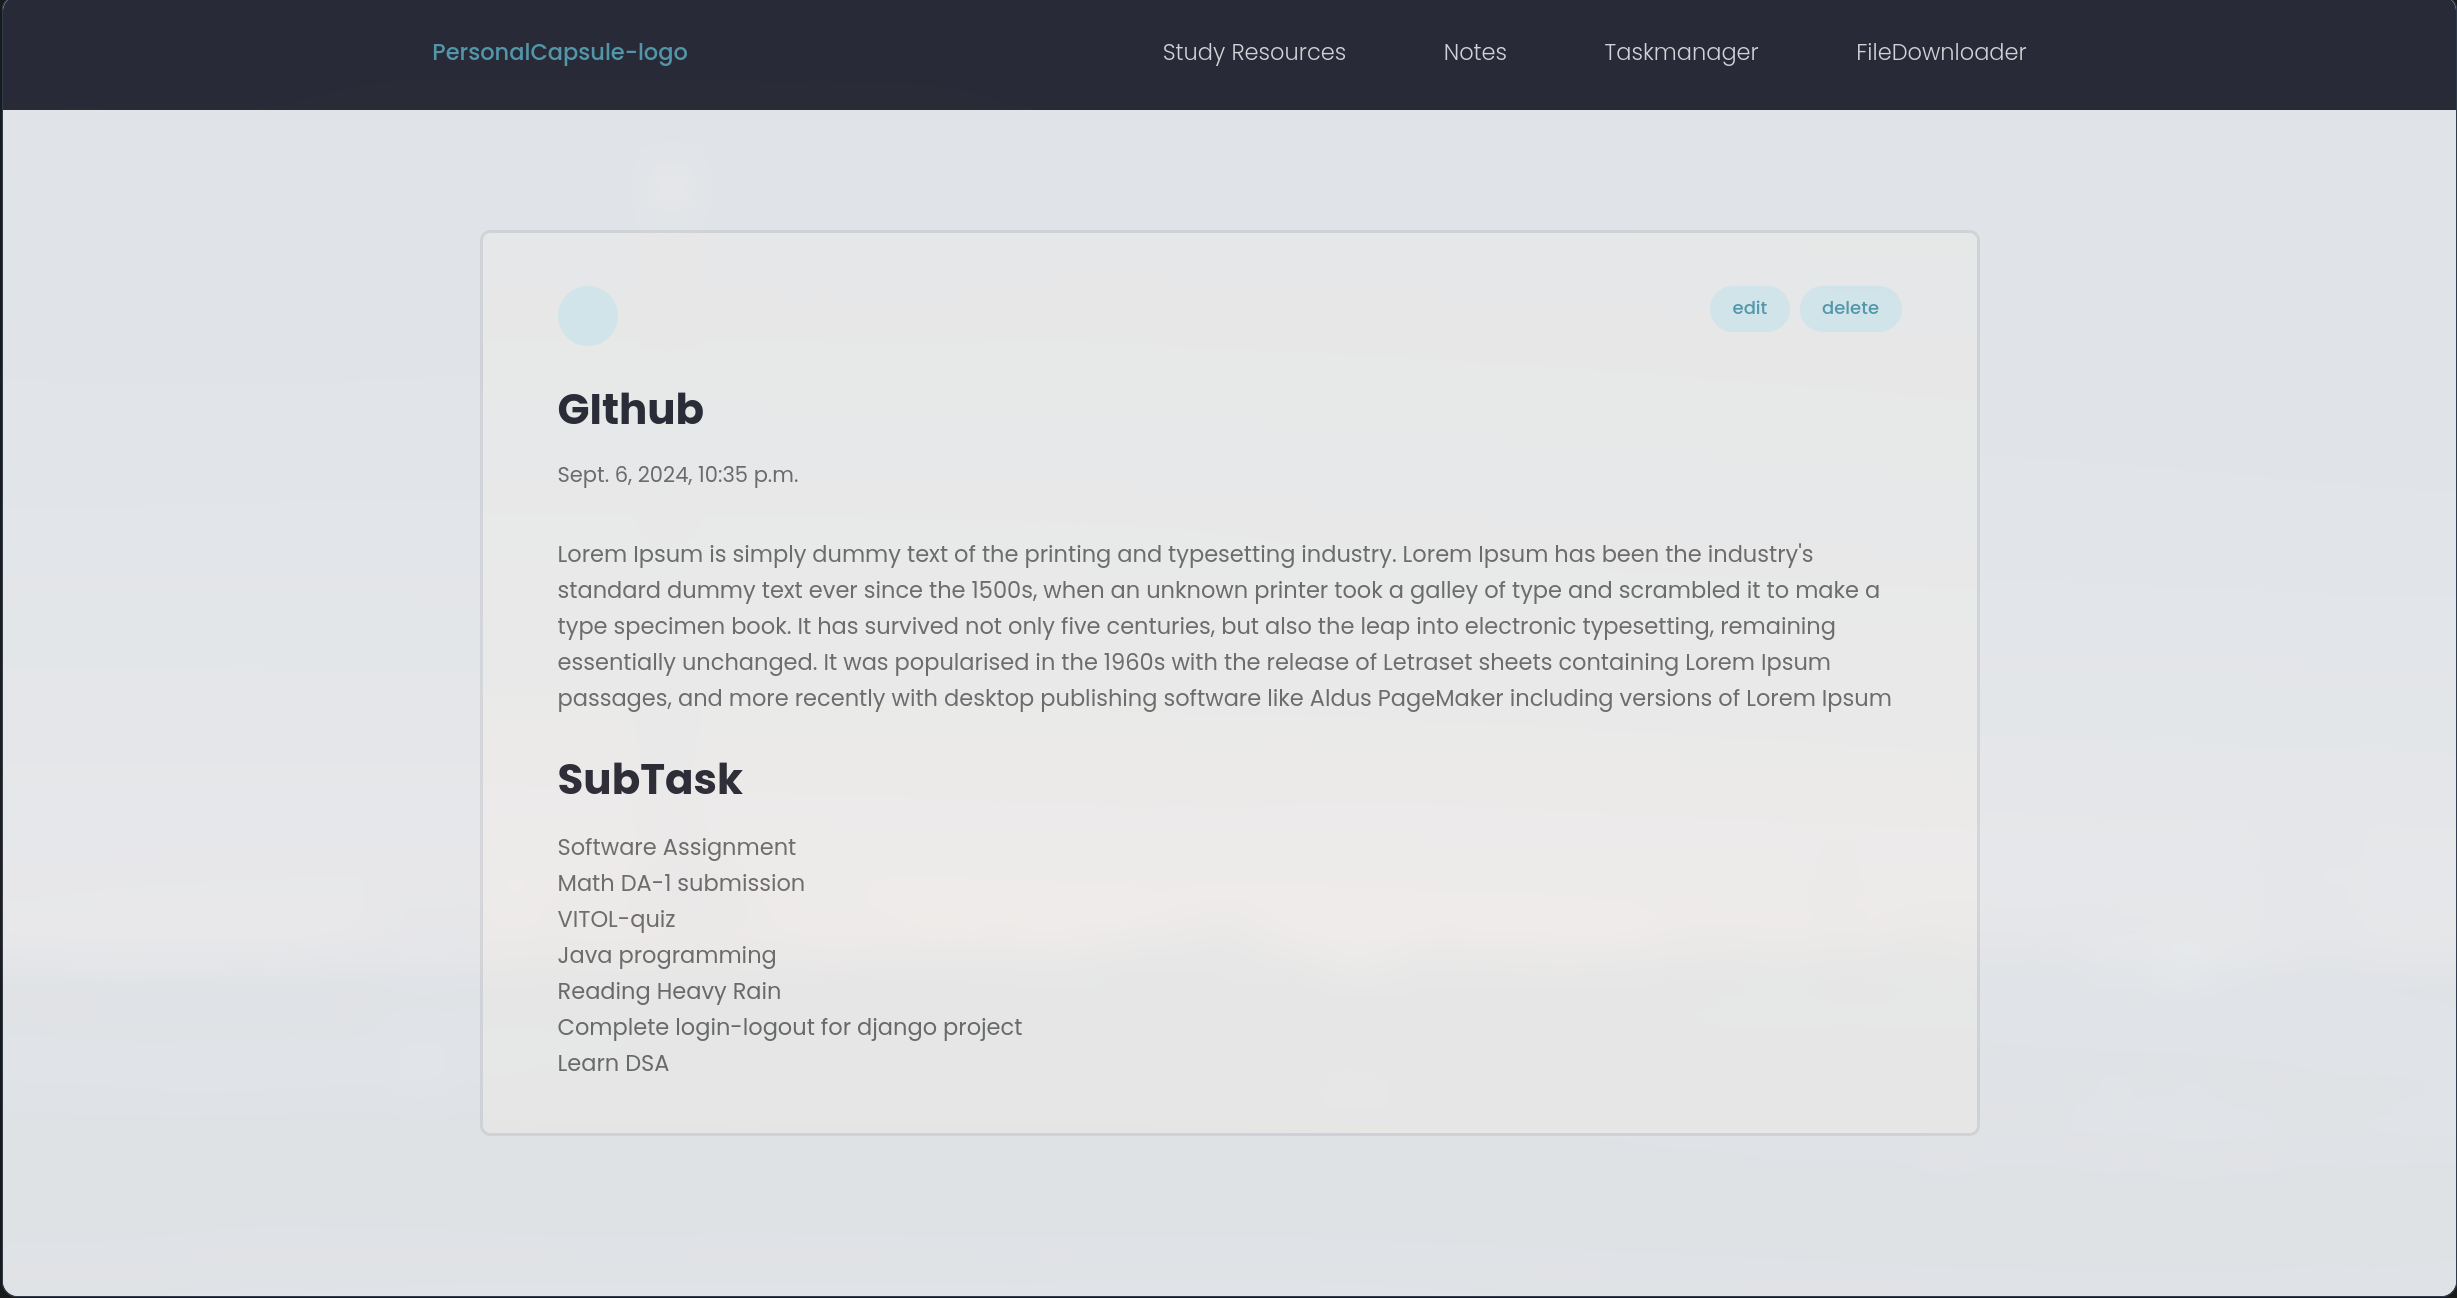 PersonalCapsule-logo
Study Resources
Notes
Taskmanager
FileDownloader
edit
delete
GIthub
Sept. 6, 2024, 10:35 p.m.
Lorem Ipsum is simply dummy text of the printing and typesetting industry. Lorem Ipsum has been the industry's
standard dummy text ever since the 1500s, when an unknown printer took a galley of type and scrambled it to make a
type specimen book. It has survived not only five centuries, but also the leap into electronic typesetting, remaining
essentially unchanged. It was popularised in the 1960s with the release of Letraset sheets containing Lorem Ipsum
passages, and more recently with desktop publishing software like Aldus PageMaker including versions of Lorem Ipsum
SubTask
Software Assignment
Math DA-1 submission
VITOL-quiz
Java programming
Reading Heavy Rain
Complete login-logout for django project
Learn DSA